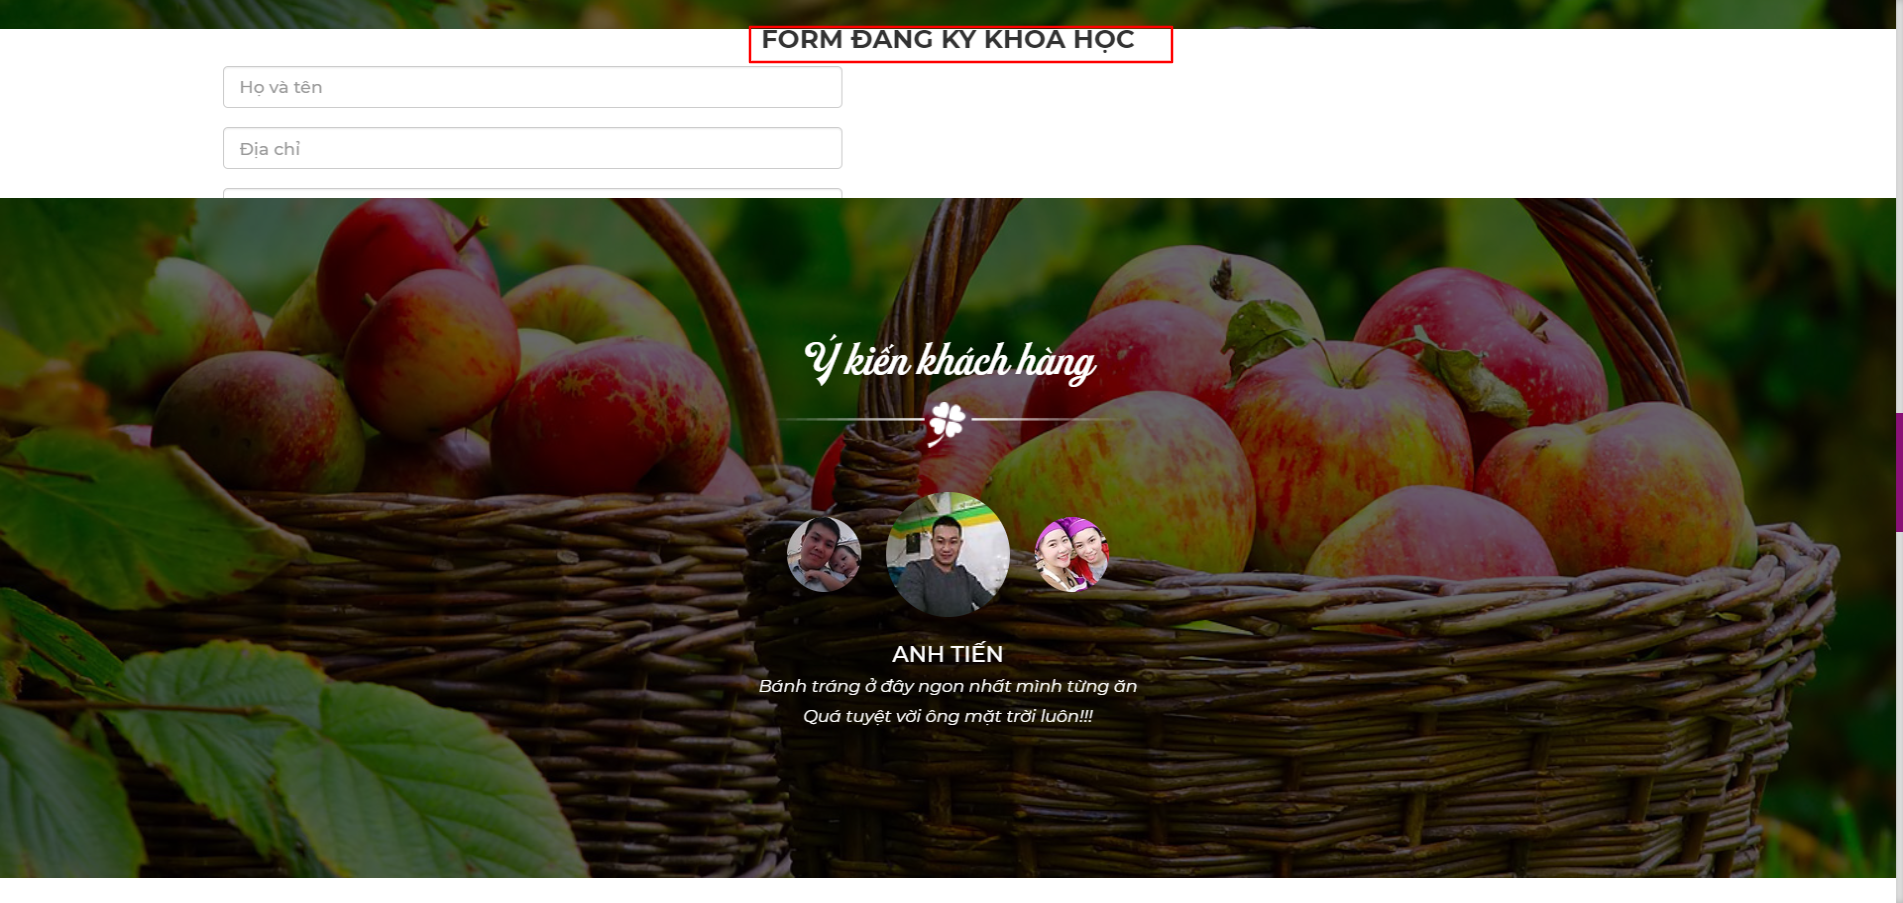 FORM ĐĂNG KÝ KHÓA HỌC
Họ và tên
Địa chỉ
Ý kiến khách hàng
ANH TIẾN
Bánh tráng ở đây ngon nhất mình từng ăn
Quá tuyệt vời ông mặt trời luôn!!!